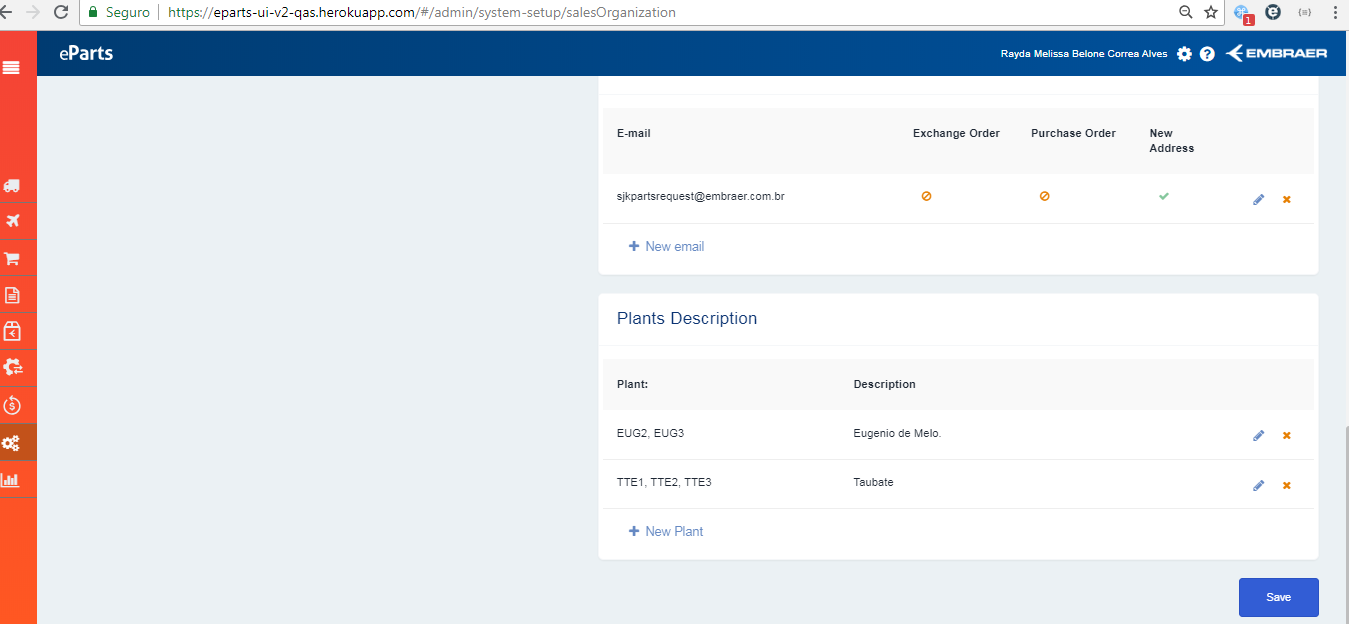 Seguro https://eparts-ui-v2-qas.herokuapp.com/#/admin/system-setup/salesOrganization
1
eParts
Rayda Melissa Belone Correa Alves
EMBRAER
E-mail Exchange Order Purchase Order New
Address
sjkpartsrequest@embraer.com.br
New email
Plants Description
Plant: Description
EUG2, EUG3 Eugenio de Melo.
TTE1, TTE2, TTE3 Taubate
New Plant
Save